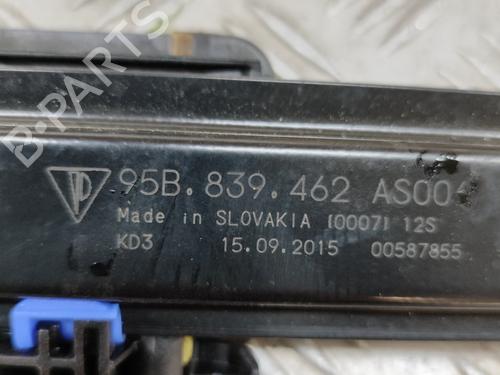 B-PARTS
95B.839.462 AS004
Made in SLOVAKIA (0007) 12S
KD3 15.09.2015 00587855